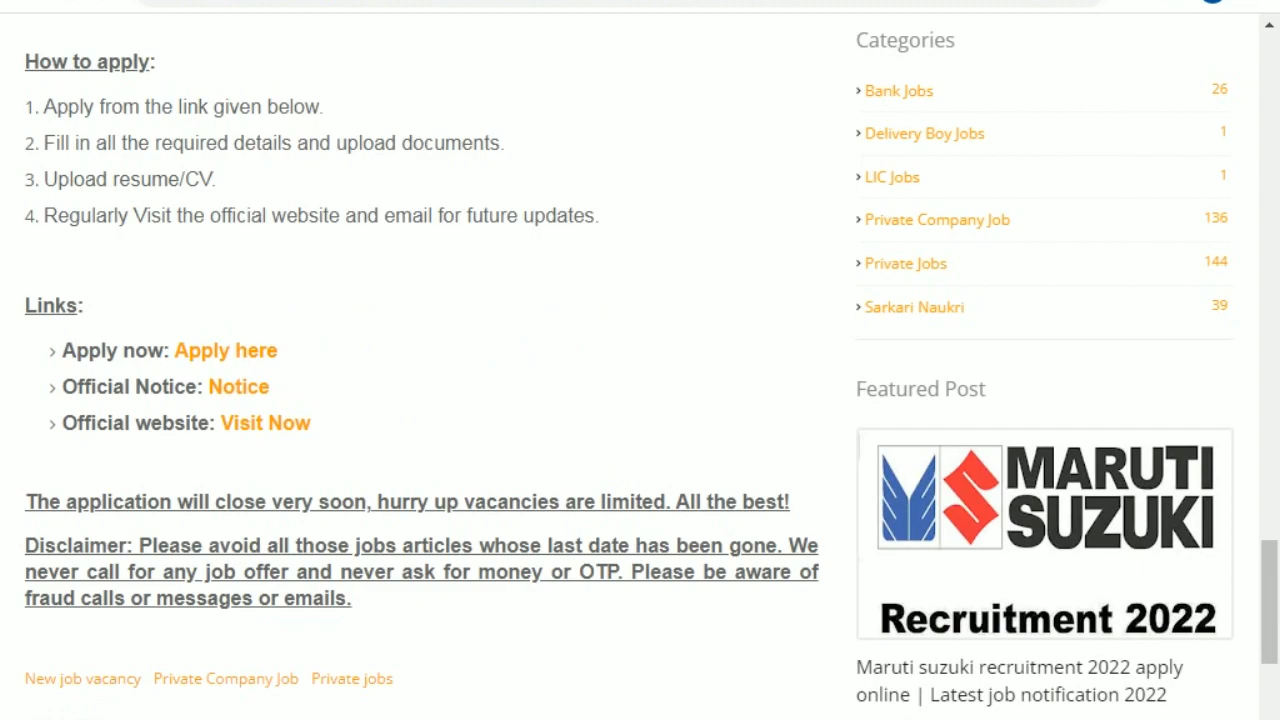 How to apply:
1. Apply from the link given below.
2. Fill in all the required details and upload documents.
3. Upload resume/CV.
4. Regularly Visit the official website and email for future updates.
Links:
› Apply now: Apply here
› Official Notice: Notice
› Official website: Visit Now
The application will close very soon, hurry up vacancies are limited. All the best!
Disclaimer: Please avoid all those jobs articles whose last date has been gone. We
never call for any job offer and never ask for money or OTP. Please be aware of
fraud calls or messages or emails.
New job vacancy Private Company Job Private jobs
Categories
› Bank Jobs 26
› Delivery Boy Jobs 1
› LIC Jobs 1
› Private Company Job 136
› Private Jobs 144
› Sarkari Naukri 39
Featured Post
MARUTI
SUZUKI
Recruitment 2022
Maruti suzuki recruitment 2022 apply
online | Latest job notification 2022